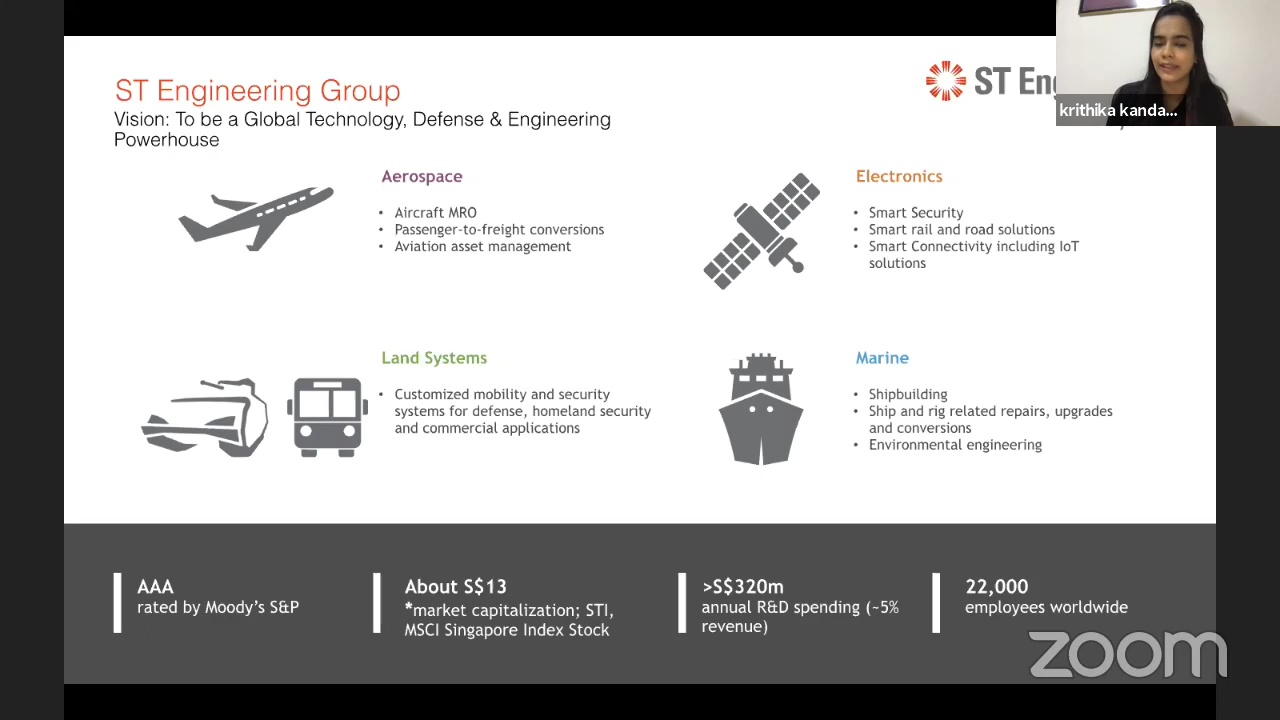 ST Engineering Group
Vision: To be a Global Technology, Defense & Engineering
Powerhouse
ST Eng
krithika kanda...
Aerospace
• Aircraft MRO
• Passenger-to-freight conversions
• Aviation asset management
Electronics
• Smart Security
• Smart rail and road solutions
• Smart Connectivity including IoT
solutions
Land Systems
• Customized mobility and security
systems for defense, homeland security
and commercial applications
Marine
• Shipbuilding
• Ship and rig related repairs, upgrades
and conversions
• Environmental engineering
AAA
rated by Moody's S&P
About S$13
*market capitalization; STI,
MSCI Singapore Index Stock
>S$320m
annual R&D spending (~5%
revenue)
22,000
employees worldwide
zoom